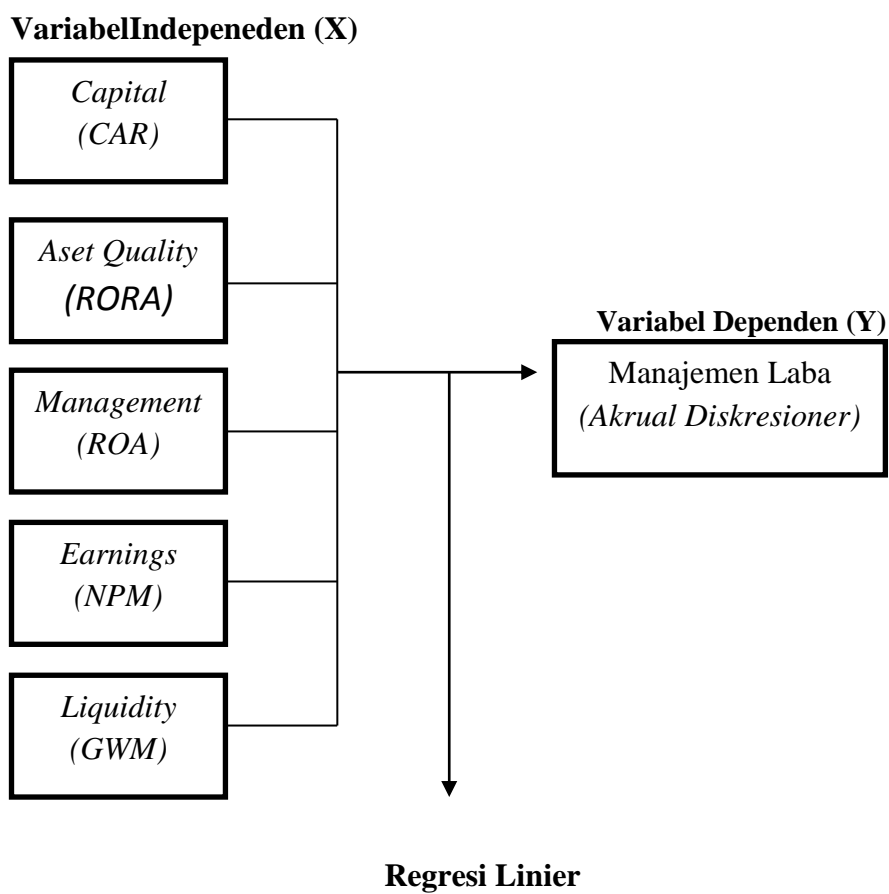 VariabelIndepeneden (X)
Capital
(CAR)
Aset Quality
(RORA)
Management
(ROA)
Earnings
(NPM)
Liquidity
(GWM)
Variabel Dependen (Y)
Manajemen Laba
(Akrual Diskresioner)
Regresi Linier